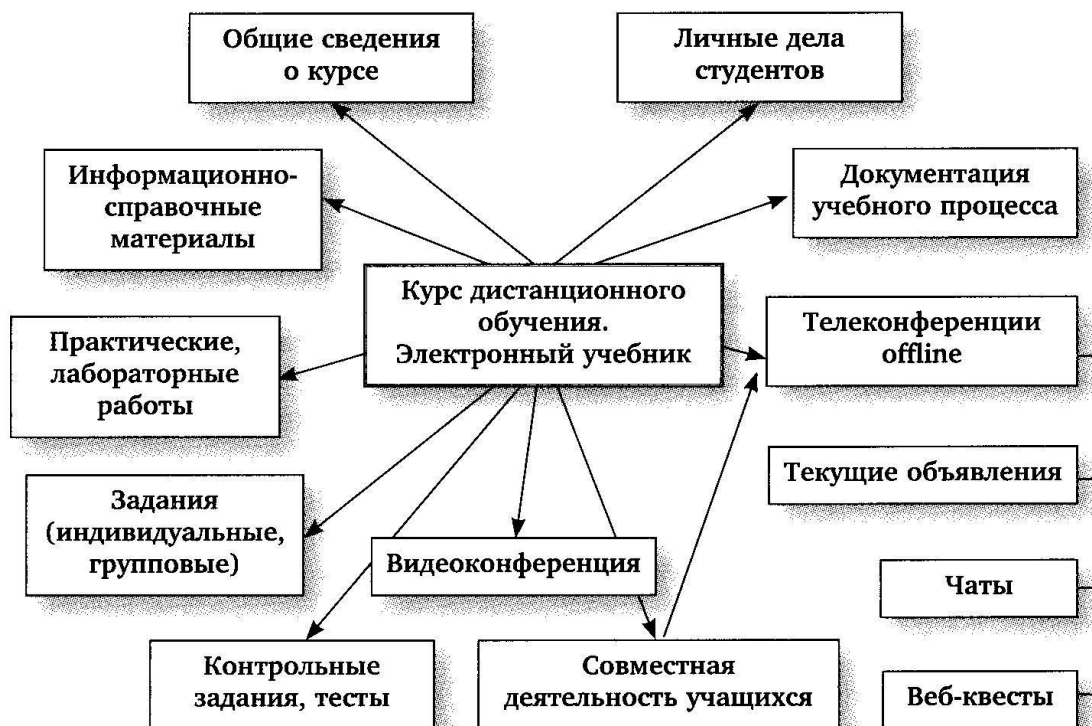 Общие сведения
о курсе
Личные дела
студентов
Информационно-
справочные
материалы
Документация
учебного процесса
Курс дистанционного
обучения.
Электронный учебник
Телеконференции
offline
Практические,
лабораторные
работы
Текущие объявления
Задания
(индивидуальные,
групповые)
Видеоконференция
Чаты
Контрольные
задания, тесты
Совместная
деятельность учащихся
Веб-квесты